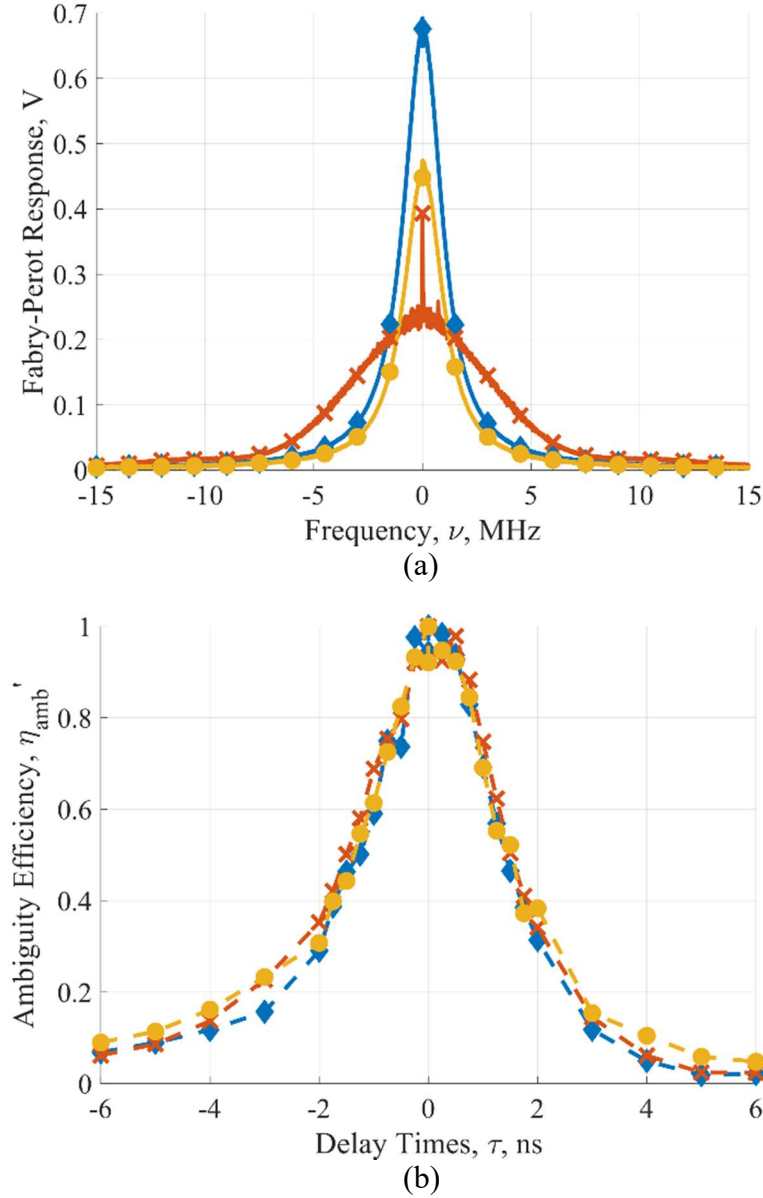 0.7
0.6
0.5
0.4
0.3
0.2
0.1
0
Fabry-Perot Response, V
-15 -10 -5 0 5 10 15
Frequency, ν, MHz
(a)
1
0.8
0.6
0.4
0.2
0
Ambiguity Efficiency, η_amb'
-6 -4 -2 0 2 4 6
Delay Times, τ, ns
(b)